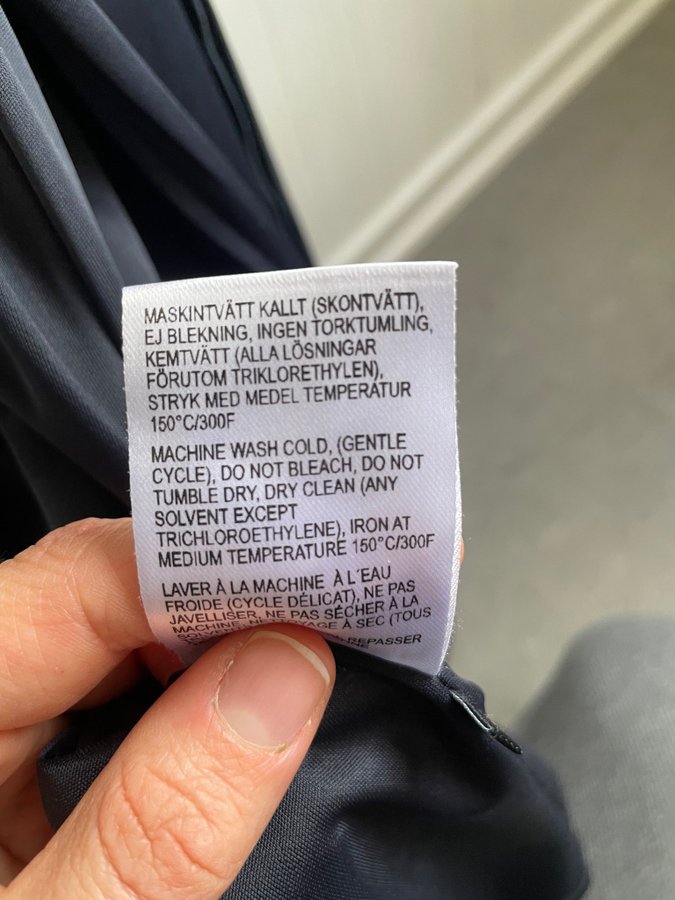 MASKINTVÄTT KALLT (SKONTVÄTT),
EJ BLEKNING, INGEN TORKTUMLING,
KEMTVÄTT (ALLA LÖSNINGAR
FÖRUTOM TRIKLORETHYLEN),
STRYK MED MEDEL TEMPERATUR
150°C/300F
MACHINE WASH COLD, (GENTLE
CYCLE), DO NOT BLEACH, DO NOT
TUMBLE DRY, DRY CLEAN (ANY
SOLVENT EXCEPT
TRICHLOROETHYLENE), IRON AT
MEDIUM TEMPERATURE 150°C/300F
LAVER À LA MACHINE À L´EAU
FROIDE (CYCLE DÉLICAT), NE PAS
JAVELLISER, NE PAS SÉCHER À LA
MACHINE, À SEC (TOUS
REPASSER